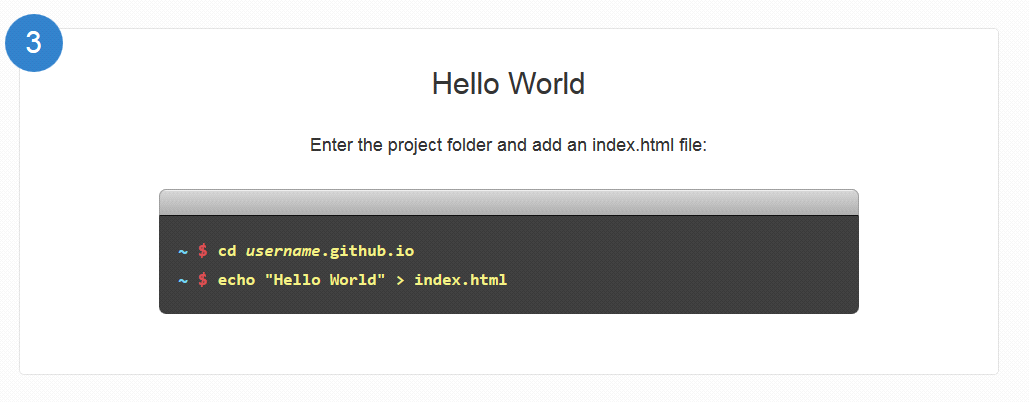 3
Hello World
Enter the project folder and add an index.html file:
~ $ cd username.github.io
~ $ echo "Hello World" > index.html